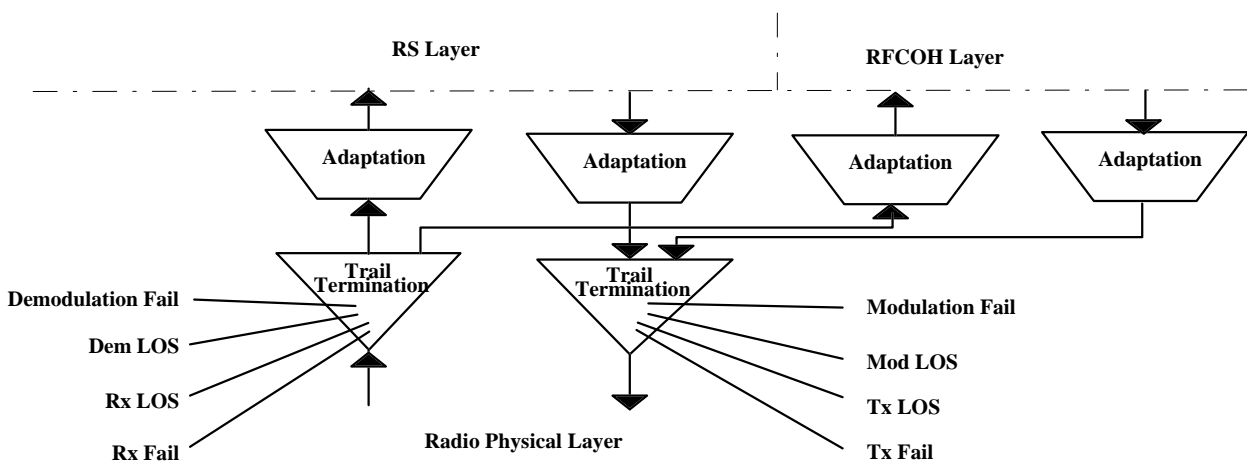 RS Layer
RFCOH Layer
Adaptation
Adaptation
Adaptation
Adaptation
Trail
Termination
Trail
Termination
Demodulation Fail
Dem LOS
Rx LOS
Rx Fail
Modulation Fail
Mod LOS
Tx LOS
Tx Fail
Radio Physical Layer